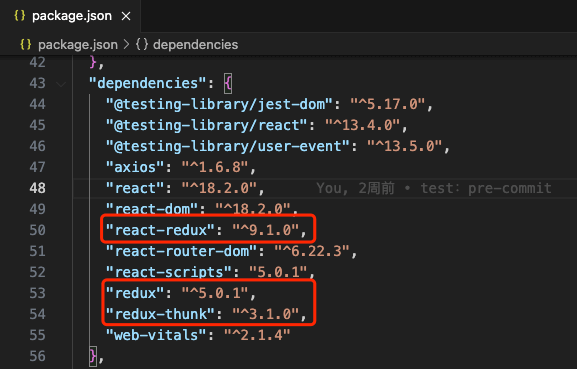 {} package.json ×
{} package.json > {} dependencies
42 },
43 "dependencies": {
44 "@testing-library/jest-dom": "^5.17.0",
45 "@testing-library/react": "^13.4.0",
46 "@testing-library/user-event": "^13.5.0",
47 "axios": "^1.6.8",
48 "react": "^18.2.0", You, 2周前 • test: pre-commit
49 "react-dom": "^18.2.0",
50 "react-redux": "^9.1.0",
51 "react-router-dom": "^6.22.3",
52 "react-scripts": "5.0.1",
53 "redux": "^5.0.1",
54 "redux-thunk": "^3.1.0",
55 "web-vitals": "^2.1.4"
56 },